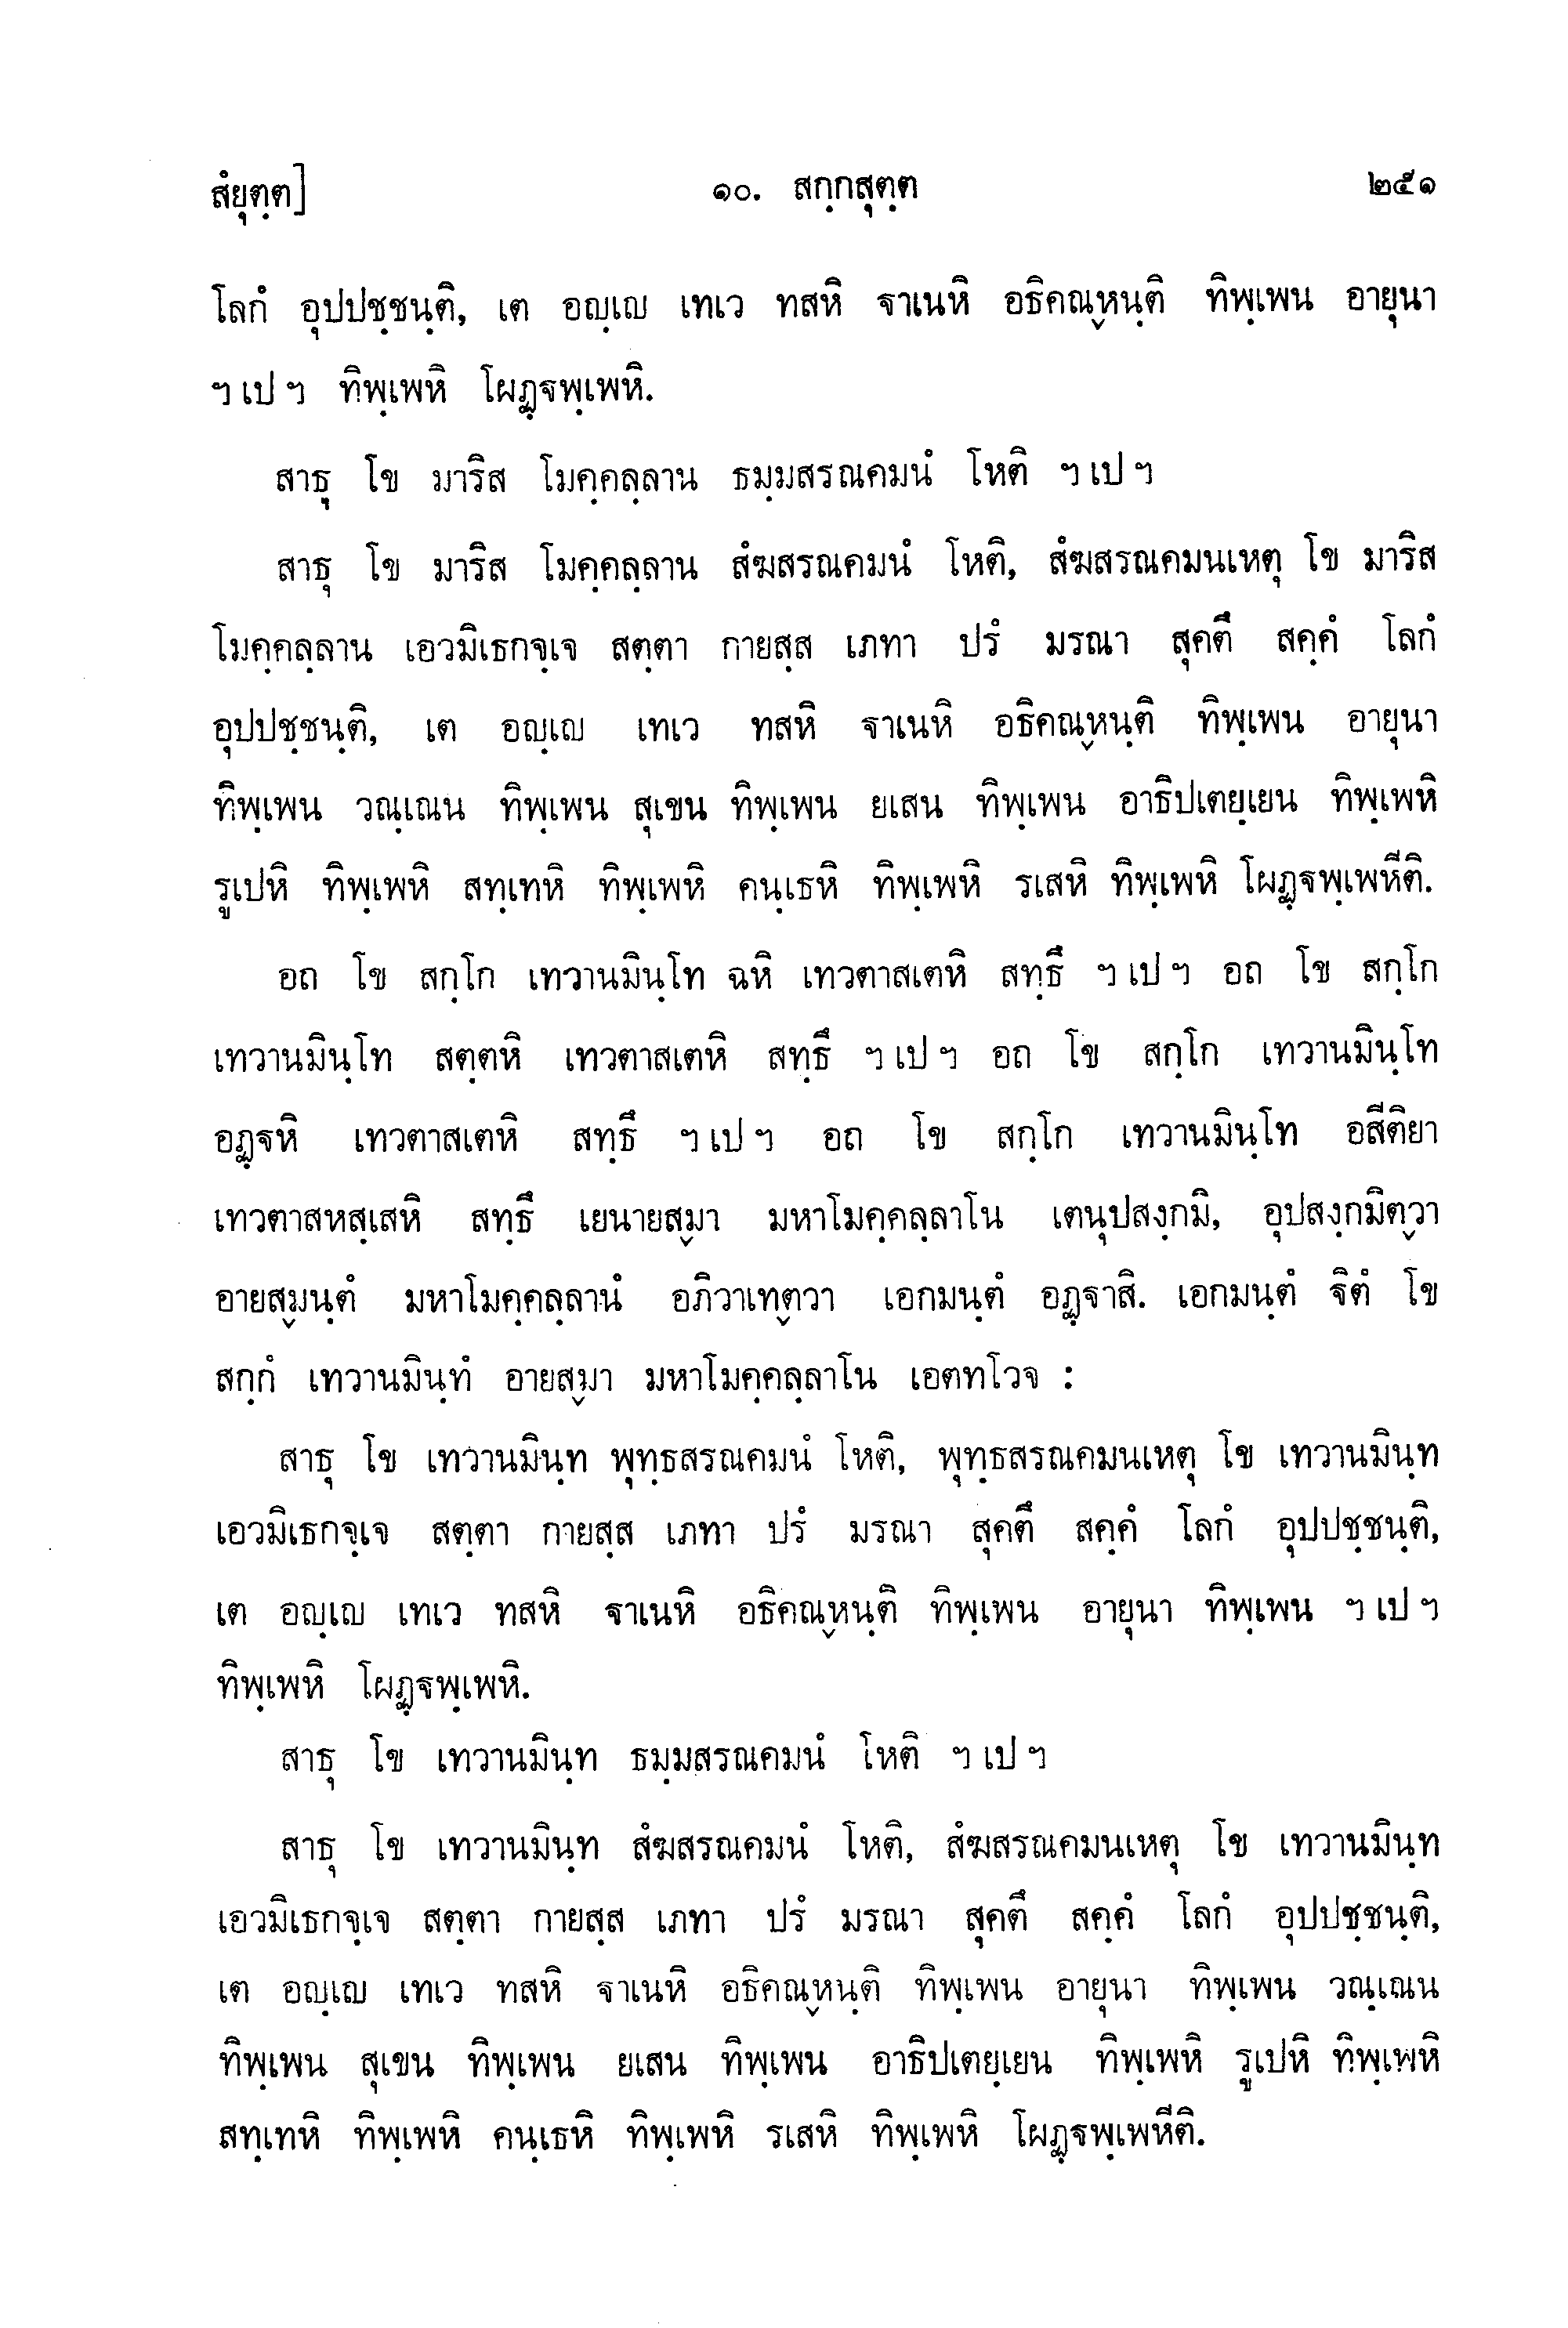 สํยุตฺต] ๑๐. สกฺกสุตฺต ๒๕๑
โลกํ อุปปชฺชนฺติ, เต อญฺเญ เทเว ทสหิ ฐาเนหิ อธิคณฺหนฺติ ทิพฺเพน อายุนา
ฯ เป ฯ ทิพฺเพหิ โผฏฺฐพฺเพหิ.
สาธุ โข มาริส โมคฺคลฺลาน ธมฺมสรณคมนํ โหติ ฯ เป ฯ
สาธุ โข มาริส โมคฺคลฺลาน สํฆสรณคมนํ โหติ, สํฆสรณคมนเหตุ โข มาริส
โมคฺคลฺลาน เอวมิเธกจฺเจ สตฺตา กายสฺส เภทา ปรํ มรณา สุคตึ สคฺคํ โลกํ
อุปปชฺชนฺติ, เต อญฺเญ เทเว ทสหิ ฐาเนหิ อธิคณฺหนฺติ ทิพฺเพน อายุนา
ทิพฺเพน วณฺเณน ทิพฺเพน สุเขน ทิพฺเพน ยเสน ทิพฺเพน อาธิปเตยฺเยน ทิพฺเพหิ
รูเปหิ ทิพฺเพหิ สทฺเทหิ ทิพฺเพหิ คนฺเธหิ ทิพฺเพหิ รเสหิ ทิพฺเพหิ โผฏฺฐพฺเพหีติ.
อถ โข สกฺโก เทวานมินฺโท ฉหิ เทวตาสเตหิ สทฺธึ ฯ เป ฯ อถ โข สกฺโก
เทวานมินฺโท สตฺตหิ เทวตาสเตหิ สทฺธึ ฯ เป ฯ อถ โข สกฺโก เทวานมินฺโท
อฏฺฐหิ เทวตาสเตหิ สทฺธึ ฯ เป ฯ อถ โข สกฺโก เทวานมินฺโท อสีติยา
เทวตาสหสฺเสหิ สทฺธึ เยนายสฺมา มหาโมคฺคลฺลาโน เตนุปสงฺกมิ, อุปสงฺกมิตฺวา
อายสฺมนฺตํ มหาโมคฺคลฺลานํ อภิวาเทตฺวา เอกมนฺตํ อฏฺฐาสิ. เอกมนฺตํ ฐิตํ โข
สกฺกํ เทวานมินฺทํ อายสฺมา มหาโมคฺคลฺลาโน เอตทโวจ :
สาธุ โข เทวานมินฺท พุทฺธสรณคมนํ โหติ, พุทฺธสรณคมนเหตุ โข เทวานมินฺท
เอวมิเธกจฺเจ สตฺตา กายสฺส เภทา ปรํ มรณา สุคตึ สคฺคํ โลกํ อุปปชฺชนฺติ,
เต อญฺเญ เทเว ทสหิ ฐาเนหิ อธิคณฺหนฺติ ทิพฺเพน อายุนา ทิพฺเพน ฯ เป ฯ
ทิพฺเพหิ โผฏฺฐพฺเพหิ.
สาธุ โข เทวานมินฺท ธมฺมสรณคมนํ โหติ ฯ เป ฯ
สาธุ โข เทวานมินฺท สํฆสรณคมนํ โหติ, สํฆสรณคมนเหตุ โข เทวานมินฺท
เอวมิเธกจฺเจ สตฺตา กายสฺส เภทา ปรํ มรณา สุคตึ สคฺคํ โลกํ อุปปชฺชนฺติ,
เต อญฺเญ เทเว ทสหิ ฐาเนหิ อธิคณฺหนฺติ ทิพฺเพน อายุนา ทิพฺเพน วณฺเณน
ทิพฺเพน สุเขน ทิพฺเพน ยเสน ทิพฺเพน อาธิปเตยฺเยน ทิพฺเพหิ รูเปหิ ทิพฺเพหิ
สทฺเทหิ ทิพฺเพหิ คนฺเธหิ ทิพฺเพหิ รเสหิ ทิพฺเพหิ โผฏฺฐพฺเพหีติ.